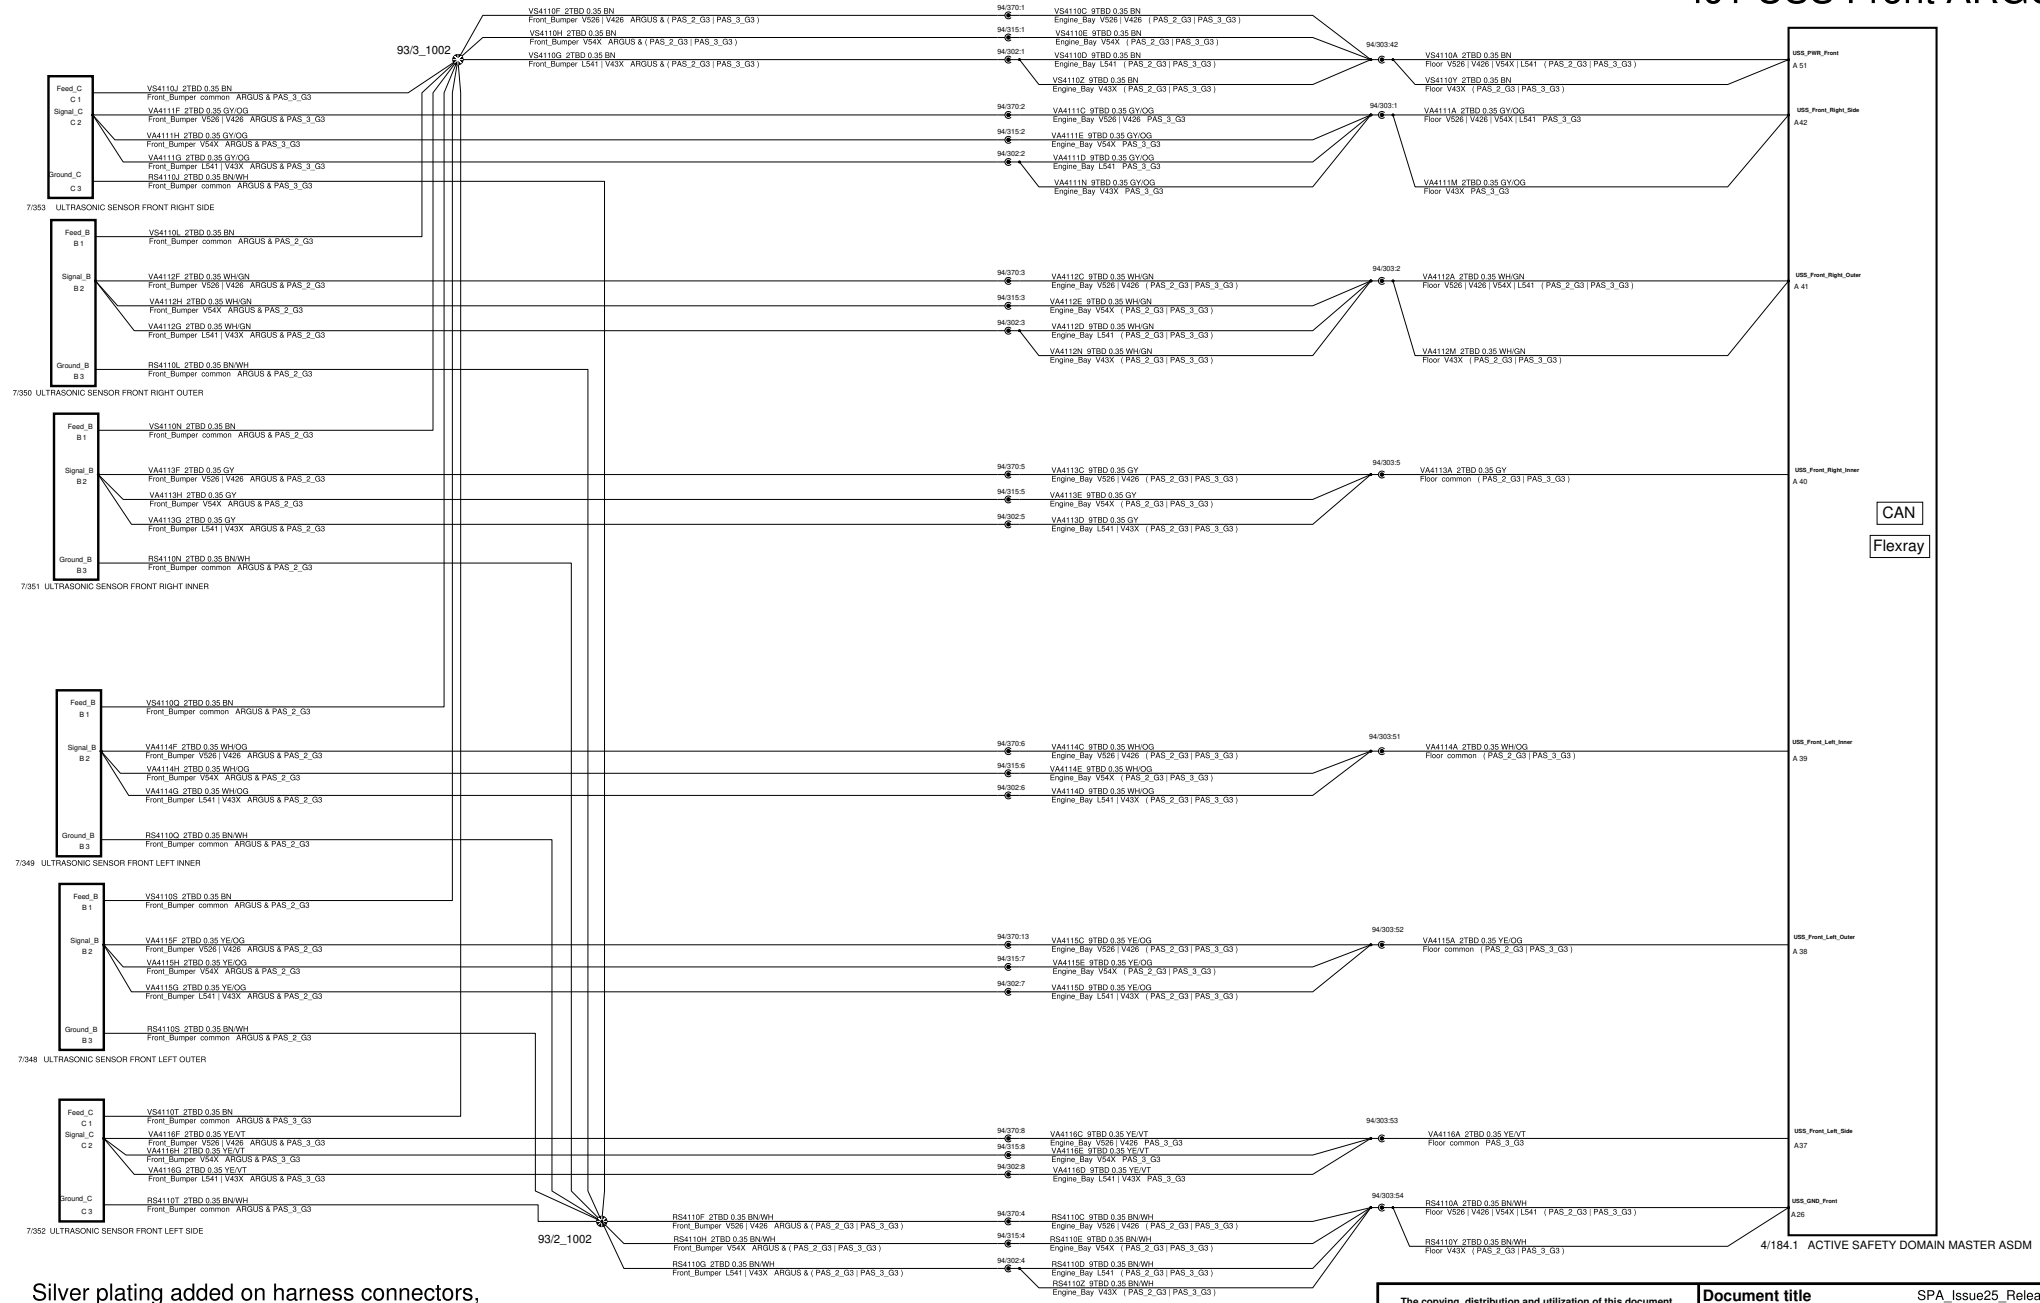 VS4110F 2TBD 0.35 BN
Front_Bumper V526 | V426 ARGUS & ( PAS_2_G3 | PAS_3_G3 )
94/370:1
VS4110C 9TBD 0.35 BN
Engine_Bay V526 | V426 ( PAS_2_G3 | PAS_3_G3 )
VS4110H 2TBD 0.35 BN
Front_Bumper V54X ARGUS & ( PAS_2_G3 | PAS_3_G3 )
94/315:1
VS4110E 9TBD 0.35 BN
Engine_Bay V54X ( PAS_2_G3 | PAS_3_G3 )
93/3_1002
VS4110G 2TBD 0.35 BN
Front_Bumper L541 | V43X ARGUS & ( PAS_2_G3 | PAS_3_G3 )
94/302:1
VS4110D 9TBD 0.35 BN
Engine_Bay L541 ( PAS_2_G3 | PAS_3_G3 )
VS4110Z 9TBD 0.35 BN
Engine_Bay V43X ( PAS_2_G3 | PAS_3_G3 )
94/303:42
VS4110A 2TBD 0.35 BN
Floor V526 | V426 | V54X | L541 ( PAS_2_G3 | PAS_3_G3 )
VS4110Y 2TBD 0.35 BN
Floor V43X ( PAS_2_G3 | PAS_3_G3 )
USS_PWR_Front
A 51
Feed_C
C 1
VS4110J 2TBD 0.35 BN
Front_Bumper common ARGUS & PAS_3_G3
Signal_C
C 2
VA4111F 2TBD 0.35 GY/OG
Front_Bumper V526 | V426 ARGUS & PAS_3_G3
VA4111H 2TBD 0.35 GY/OG
Front_Bumper V54X ARGUS & PAS_3_G3
VA4111G 2TBD 0.35 GY/OG
Front_Bumper L541 | V43X ARGUS & PAS_3_G3
Ground_C
C 3
RS4110J 2TBD 0.35 BN/WH
Front_Bumper common ARGUS & PAS_3_G3
7/353 ULTRASONIC SENSOR FRONT RIGHT SIDE
94/370:2
VA4111C 9TBD 0.35 GY/OG
Engine_Bay V526 | V426 PAS_3_G3
94/315:2
VA4111E 9TBD 0.35 GY/OG
Engine_Bay V54X PAS_3_G3
94/302:2
VA4111D 9TBD 0.35 GY/OG
Engine_Bay L541 PAS_3_G3
VA4111N 9TBD 0.35 GY/OG
Engine_Bay V43X PAS_3_G3
94/303:1
VA4111A 2TBD 0.35 GY/OG
Floor V526 | V426 | V54X | L541 PAS_3_G3
VA4111M 2TBD 0.35 GY/OG
Floor V43X PAS_3_G3
USS_Front_Right_Side
A42
Feed_B
B 1
VS4110L 2TBD 0.35 BN
Front_Bumper common ARGUS & PAS_2_G3
Signal_B
B 2
VA4112F 2TBD 0.35 WH/GN
Front_Bumper V526 | V426 ARGUS & PAS_2_G3
VA4112H 2TBD 0.35 WH/GN
Front_Bumper V54X ARGUS & PAS_2_G3
VA4112G 2TBD 0.35 WH/GN
Front_Bumper L541 | V43X ARGUS & PAS_2_G3
Ground_B
B 3
RS4110L 2TBD 0.35 BN/WH
Front_Bumper common ARGUS & PAS_2_G3
7/350 ULTRASONIC SENSOR FRONT RIGHT OUTER
94/370:3
VA4112C 9TBD 0.35 WH/GN
Engine_Bay V526 | V426 ( PAS_2_G3 | PAS_3_G3 )
94/315:3
VA4112E 9TBD 0.35 WH/GN
Engine_Bay V54X ( PAS_2_G3 | PAS_3_G3 )
94/302:3
VA4112D 9TBD 0.35 WH/GN
Engine_Bay L541 ( PAS_2_G3 | PAS_3_G3 )
VA4112N 9TBD 0.35 WH/GN
Engine_Bay V43X ( PAS_2_G3 | PAS_3_G3 )
94/303:2
VA4112A 2TBD 0.35 WH/GN
Floor V526 | V426 | V54X | L541 ( PAS_2_G3 | PAS_3_G3 )
VA4112M 2TBD 0.35 WH/GN
Floor V43X ( PAS_2_G3 | PAS_3_G3 )
USS_Front_Right_Outer
A 41
Feed_B
B 1
VS4110N 2TBD 0.35 BN
Front_Bumper common ARGUS & PAS_2_G3
Signal_B
B 2
VA4113F 2TBD 0.35 GY
Front_Bumper V526 | V426 ARGUS & PAS_2_G3
VA4113H 2TBD 0.35 GY
Front_Bumper V54X ARGUS & PAS_2_G3
VA4113G 2TBD 0.35 GY
Front_Bumper L541 | V43X ARGUS & PAS_2_G3
Ground_B
B 3
RS4110N 2TBD 0.35 BN/WH
Front_Bumper common ARGUS & PAS_2_G3
7/351 ULTRASONIC SENSOR FRONT RIGHT INNER
94/370:5
VA4113C 9TBD 0.35 GY
Engine_Bay V526 | V426 ( PAS_2_G3 | PAS_3_G3 )
94/315:5
VA4113E 9TBD 0.35 GY
Engine_Bay V54X ( PAS_2_G3 | PAS_3_G3 )
94/302:5
VA4113D 9TBD 0.35 GY
Engine_Bay L541 | V43X ( PAS_2_G3 | PAS_3_G3 )
94/303:5
VA4113A 2TBD 0.35 GY
Floor common ( PAS_2_G3 | PAS_3_G3 )
USS_Front_Right_Inner
A 40
CAN
Flexray
Feed_B
B 1
VS4110Q 2TBD 0.35 BN
Front_Bumper common ARGUS & PAS_2_G3
Signal_B
B 2
VA4114F 2TBD 0.35 WH/OG
Front_Bumper V526 | V426 ARGUS & PAS_2_G3
VA4114H 2TBD 0.35 WH/OG
Front_Bumper V54X ARGUS & PAS_2_G3
VA4114G 2TBD 0.35 WH/OG
Front_Bumper L541 | V43X ARGUS & PAS_2_G3
Ground_B
B 3
RS4110Q 2TBD 0.35 BN/WH
Front_Bumper common ARGUS & PAS_2_G3
7/349 ULTRASONIC SENSOR FRONT LEFT INNER
94/370:6
VA4114C 9TBD 0.35 WH/OG
Engine_Bay V526 | V426 ( PAS_2_G3 | PAS_3_G3 )
94/315:6
VA4114E 9TBD 0.35 WH/OG
Engine_Bay V54X ( PAS_2_G3 | PAS_3_G3 )
94/302:6
VA4114D 9TBD 0.35 WH/OG
Engine_Bay L541 | V43X ( PAS_2_G3 | PAS_3_G3 )
94/303:51
VA4114A 2TBD 0.35 WH/OG
Floor common ( PAS_2_G3 | PAS_3_G3 )
USS_Front_Left_Inner
A 39
Feed_B
B 1
VS4110S 2TBD 0.35 BN
Front_Bumper common ARGUS & PAS_2_G3
Signal_B
B 2
VA4115F 2TBD 0.35 YE/OG
Front_Bumper V526 | V426 ARGUS & PAS_2_G3
VA4115H 2TBD 0.35 YE/OG
Front_Bumper V54X ARGUS & PAS_2_G3
VA4115G 2TBD 0.35 YE/OG
Front_Bumper L541 | V43X ARGUS & PAS_2_G3
Ground_B
B 3
RS4110S 2TBD 0.35 BN/WH
Front_Bumper common ARGUS & PAS_2_G3
7/348 ULTRASONIC SENSOR FRONT LEFT OUTER
94/370:13
VA4115C 9TBD 0.35 YE/OG
Engine_Bay V526 | V426 ( PAS_2_G3 | PAS_3_G3 )
94/315:7
VA4115E 9TBD 0.35 YE/OG
Engine_Bay V54X ( PAS_2_G3 | PAS_3_G3 )
94/302:7
VA4115D 9TBD 0.35 YE/OG
Engine_Bay L541 | V43X ( PAS_2_G3 | PAS_3_G3 )
94/303:52
VA4115A 2TBD 0.35 YE/OG
Floor common ( PAS_2_G3 | PAS_3_G3 )
USS_Front_Left_Outer
A 38
Feed_C
C 1
VS4110T 2TBD 0.35 BN
Front_Bumper common ARGUS & PAS_3_G3
Signal_C
C 2
VA4116F 2TBD 0.35 YE/VT
Front_Bumper V526 | V426 ARGUS & PAS_3_G3
VA4116H 2TBD 0.35 YE/VT
Front_Bumper V54X ARGUS & PAS_3_G3
VA4116G 2TBD 0.35 YE/VT
Front_Bumper L541 | V43X ARGUS & PAS_3_G3
Ground_C
C 3
RS4110T 2TBD 0.35 BN/WH
Front_Bumper common ARGUS & PAS_3_G3
7/352 ULTRASONIC SENSOR FRONT LEFT SIDE
94/370:8
VA4116C 9TBD 0.35 YE/VT
Engine_Bay V526 | V426 PAS_3_G3
94/315:8
VA4116E 9TBD 0.35 YE/VT
Engine_Bay V54X PAS_3_G3
94/302:8
VA4116D 9TBD 0.35 YE/VT
Engine_Bay L541 | V43X PAS_3_G3
94/303:53
VA4116A 2TBD 0.35 YE/VT
Floor common PAS_3_G3
USS_Front_Left_Side
A37
93/2_1002
RS4110F 2TBD 0.35 BN/WH
Front_Bumper V526 | V426 ARGUS & ( PAS_2_G3 | PAS_3_G3 )
RS4110H 2TBD 0.35 BN/WH
Front_Bumper V54X ARGUS & ( PAS_2_G3 | PAS_3_G3 )
RS4110G 2TBD 0.35 BN/WH
Front_Bumper L541 | V43X ARGUS & ( PAS_2_G3 | PAS_3_G3 )
94/370:4
RS4110C 9TBD 0.35 BN/WH
Engine_Bay V526 | V426 ( PAS_2_G3 | PAS_3_G3 )
94/315:4
RS4110E 9TBD 0.35 BN/WH
Engine_Bay V54X ( PAS_2_G3 | PAS_3_G3 )
94/302:4
RS4110D 9TBD 0.35 BN/WH
Engine_Bay L541 ( PAS_2_G3 | PAS_3_G3 )
RS4110Z 9TBD 0.35 BN/WH
Engine_Bay V43X ( PAS_2_G3 | PAS_3_G3 )
94/303:54
RS4110A 2TBD 0.35 BN/WH
Floor V526 | V426 | V54X | L541 ( PAS_2_G3 | PAS_3_G3 )
RS4110Y 2TBD 0.35 BN/WH
Floor V43X ( PAS_2_G3 | PAS_3_G3 )
USS_GND_Front
A26
4/184.1 ACTIVE SAFETY DOMAIN MASTER ASDM
Silver plating added on harness connectors,
The copying, distribution and utilization of this document
Document title